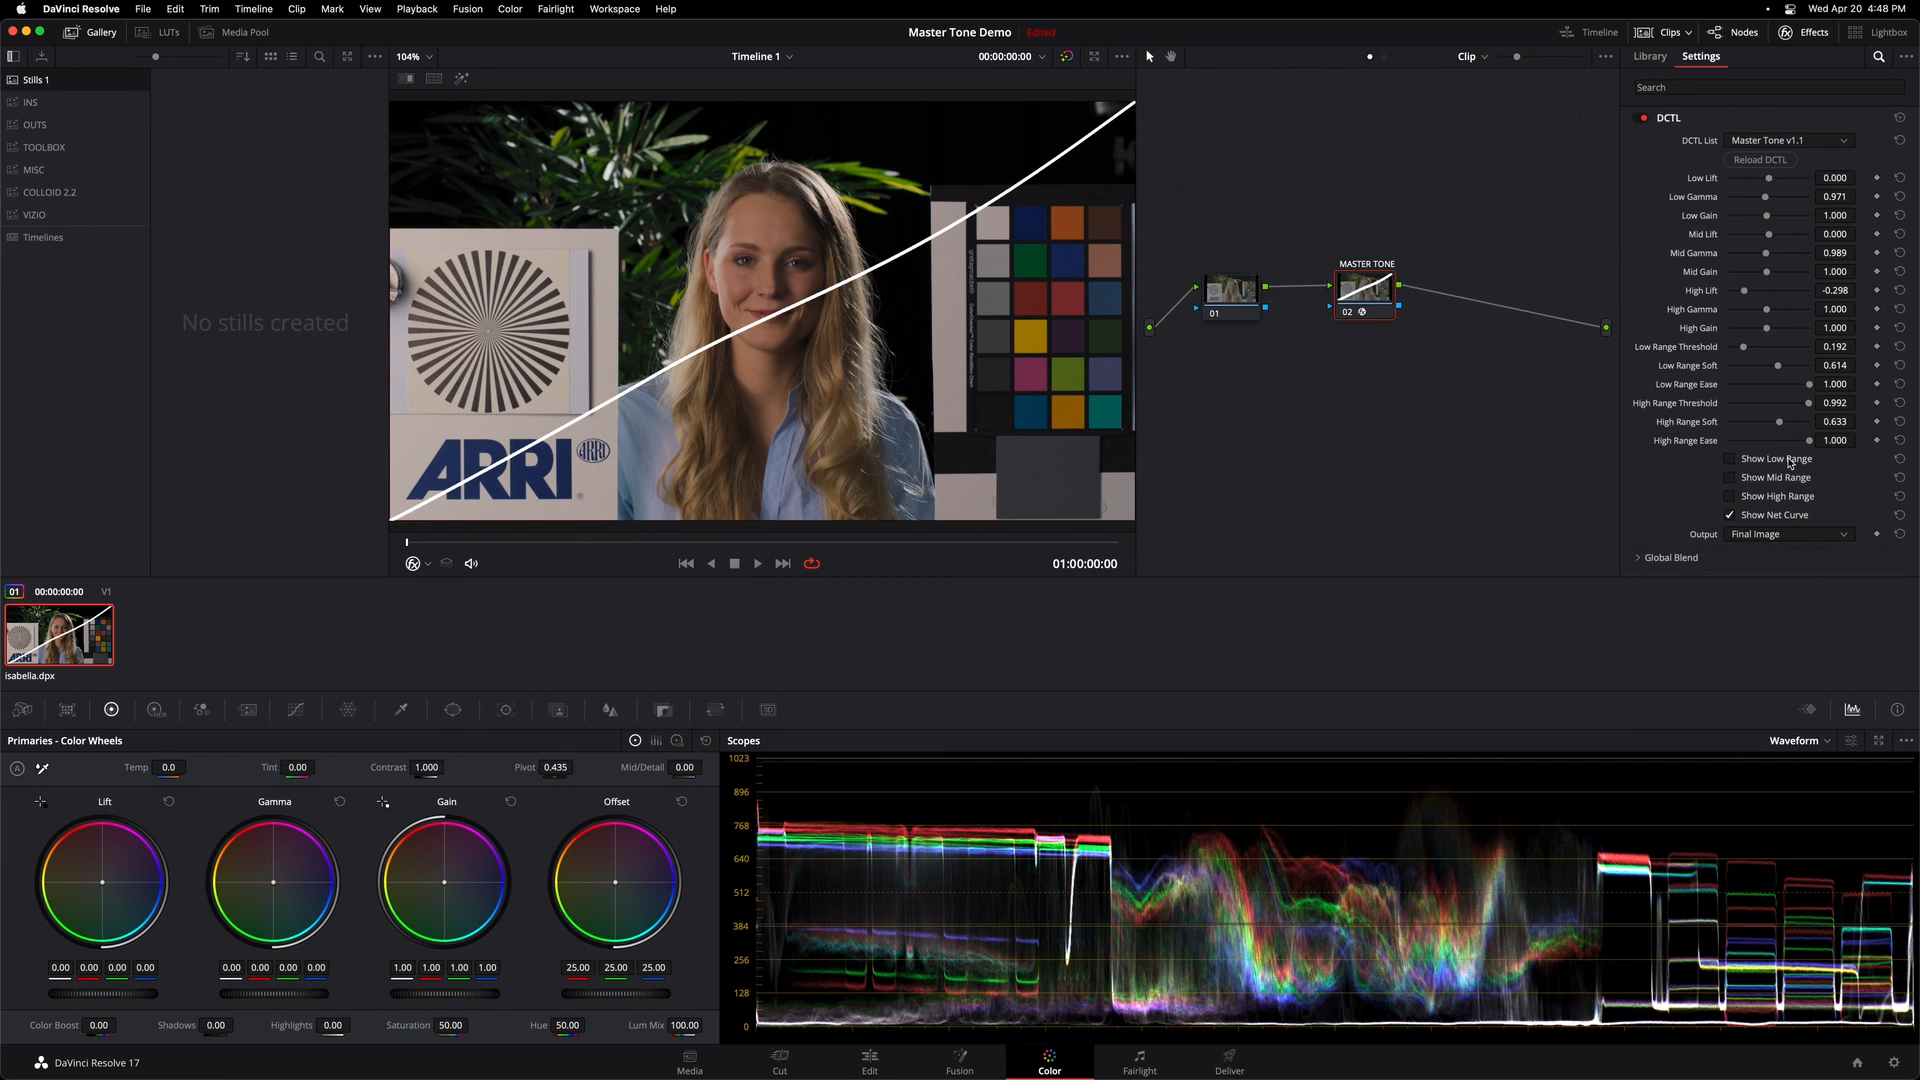 DaVinci Resolve File Edit Trim Timeline Clip Mark View Playback Fusion Color Fairlight Workspace Help Wed Apr 20 4:48 PM
Gallery LUTs Media Pool Master Tone Demo Edited Timeline Clips Nodes Effects Lightbox
104% Timeline 1 00:00:00:00 Clip Library Settings
Stills 1
INS
OUTS
TOOLBOX
MISC
COLLOID 2.2
VIZIO
Timelines
No stills created
ARRI
ARRI
MASTER TONE
01
02
Search
DCTL
DCTL List Master Tone v1.1
Reload DCTL
Low Lift 0.000
Low Gamma 0.971
Low Gain 1.000
Mid Lift 0.000
Mid Gamma 0.989
Mid Gain 1.000
High Lift -0.298
High Gamma 1.000
High Gain 1.000
Low Range Threshold 0.192
Low Range Soft 0.614
Low Range Ease 1.000
High Range Threshold 0.992
High Range Soft 0.633
High Range Ease 1.000
Show Low Range
Show Mid Range
Show High Range
Show Net Curve
Output Final Image
Global Blend
fx 01:00:00:00
01 00:00:00:00 V1
ARRI
isabella.dpx
HDR 3D
Primaries - Color Wheels
A Temp 0.0 Tint 0.00 Contrast 1.000 Pivot 0.435 Mid/Detail 0.00
Lift Gamma Gain Offset
0.00 0.00 0.00 0.00 0.00 0.00 0.00 0.00 1.00 1.00 1.00 1.00 25.00 25.00 25.00
Color Boost 0.00 Shadows 0.00 Highlights 0.00 Saturation 50.00 Hue 50.00 Lum Mix 100.00
Scopes Waveform
1023
896
768
640
512
384
256
128
0
DaVinci Resolve 17 Media Cut Edit Fusion Color Fairlight Deliver